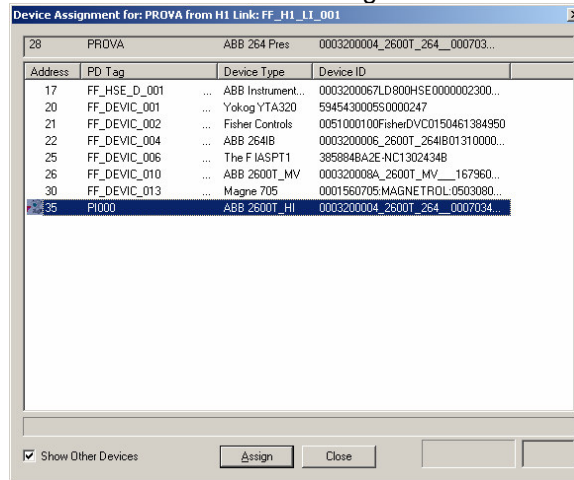 Device Assignment for: PROVA from H1 Link: FF_H1_LI_001
28 PROVA ABB 264 Pres 0003200004_2600T_264__000703...
Address PD Tag Device Type Device ID
17 FF_HSE_D_001 ... ABB Instrument... 0003200067LD800HSE0000002300...
20 FF_DEVIC_001 ... Yokog YTA320 5945430005S0000247
21 FF_DEVIC_002 ... Fisher Controls 0051000100FisherDVC0150461384950
22 FF_DEVIC_004 ... ABB 264IB 0003200006_2600T_264IB01310000...
25 FF_DEVIC_006 ... The F IASPT1 385884BA2E-NC1302434B
26 FF_DEVIC_010 ... ABB 2600T_MV 000320008A_2600T_MV___167960...
30 FF_DEVIC_013 ... Magne 705 0001560705:MAGNETROL:0503080...
35 PI000 ABB 2600T_HI 0003200004_2600T_264__0007034...
Show Other Devices Assign Close